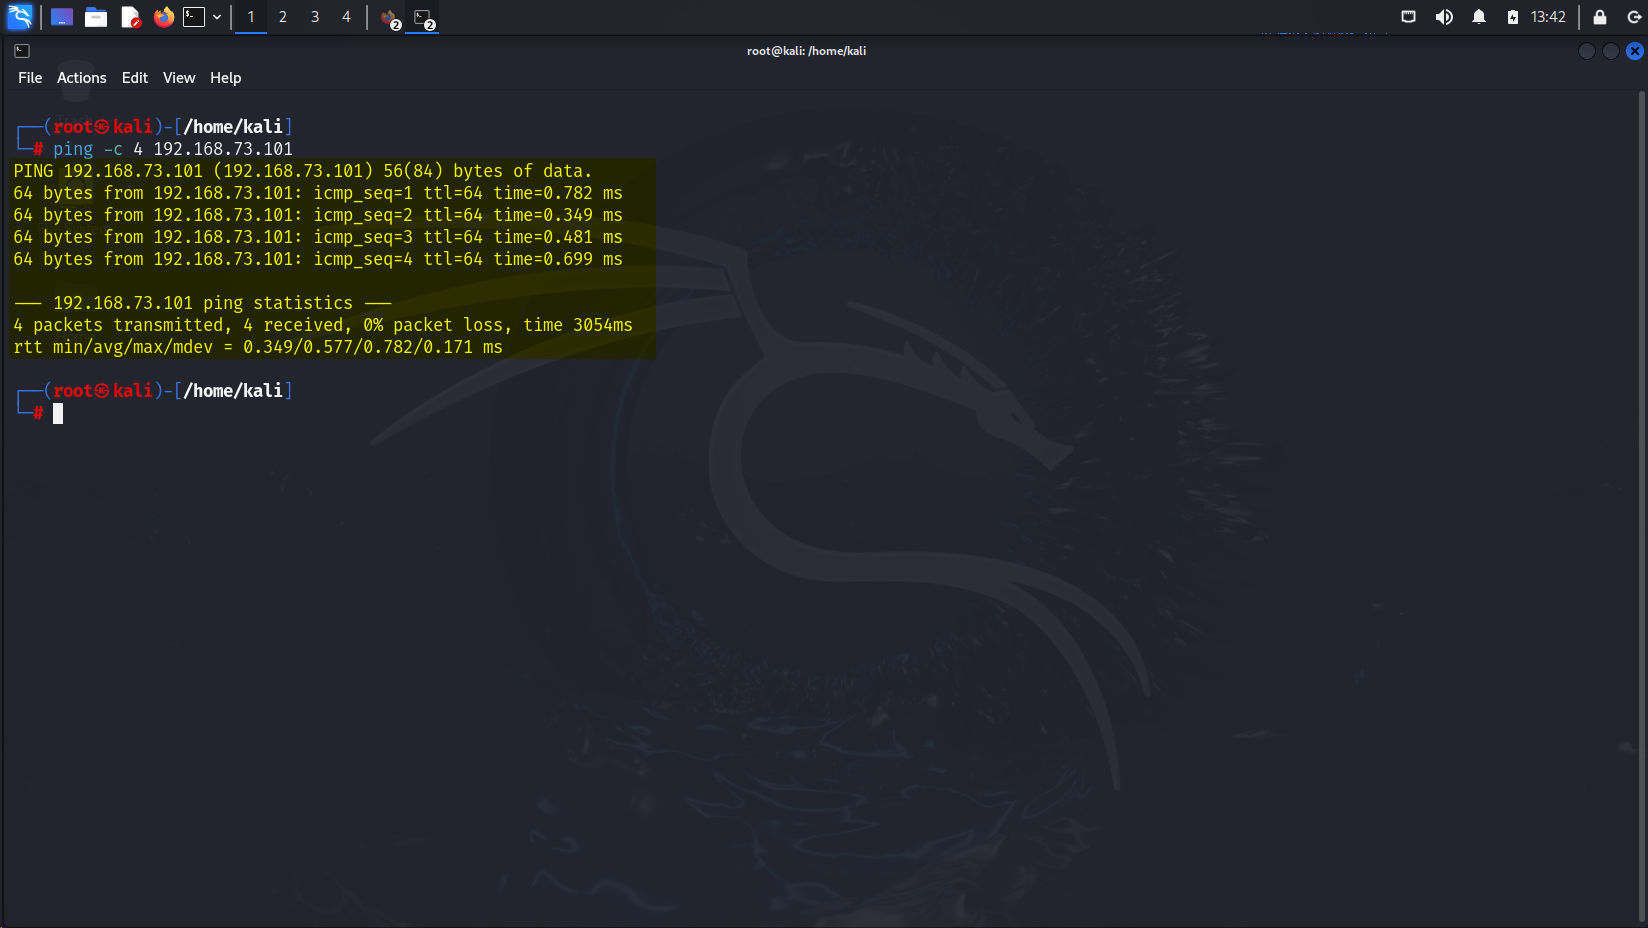 1 2 3 4
2
2
13:42
root@kali: /home/kali
File Actions Edit View Help
┌──(root㉿kali)-[/home/kali]
└─# ping -c 4 192.168.73.101
PING 192.168.73.101 (192.168.73.101) 56(84) bytes of data.
64 bytes from 192.168.73.101: icmp_seq=1 ttl=64 time=0.782 ms
64 bytes from 192.168.73.101: icmp_seq=2 ttl=64 time=0.349 ms
64 bytes from 192.168.73.101: icmp_seq=3 ttl=64 time=0.481 ms
64 bytes from 192.168.73.101: icmp_seq=4 ttl=64 time=0.699 ms
--- 192.168.73.101 ping statistics ---
4 packets transmitted, 4 received, 0% packet loss, time 3054ms
rtt min/avg/max/mdev = 0.349/0.577/0.782/0.171 ms
┌──(root㉿kali)-[/home/kali]
└─#